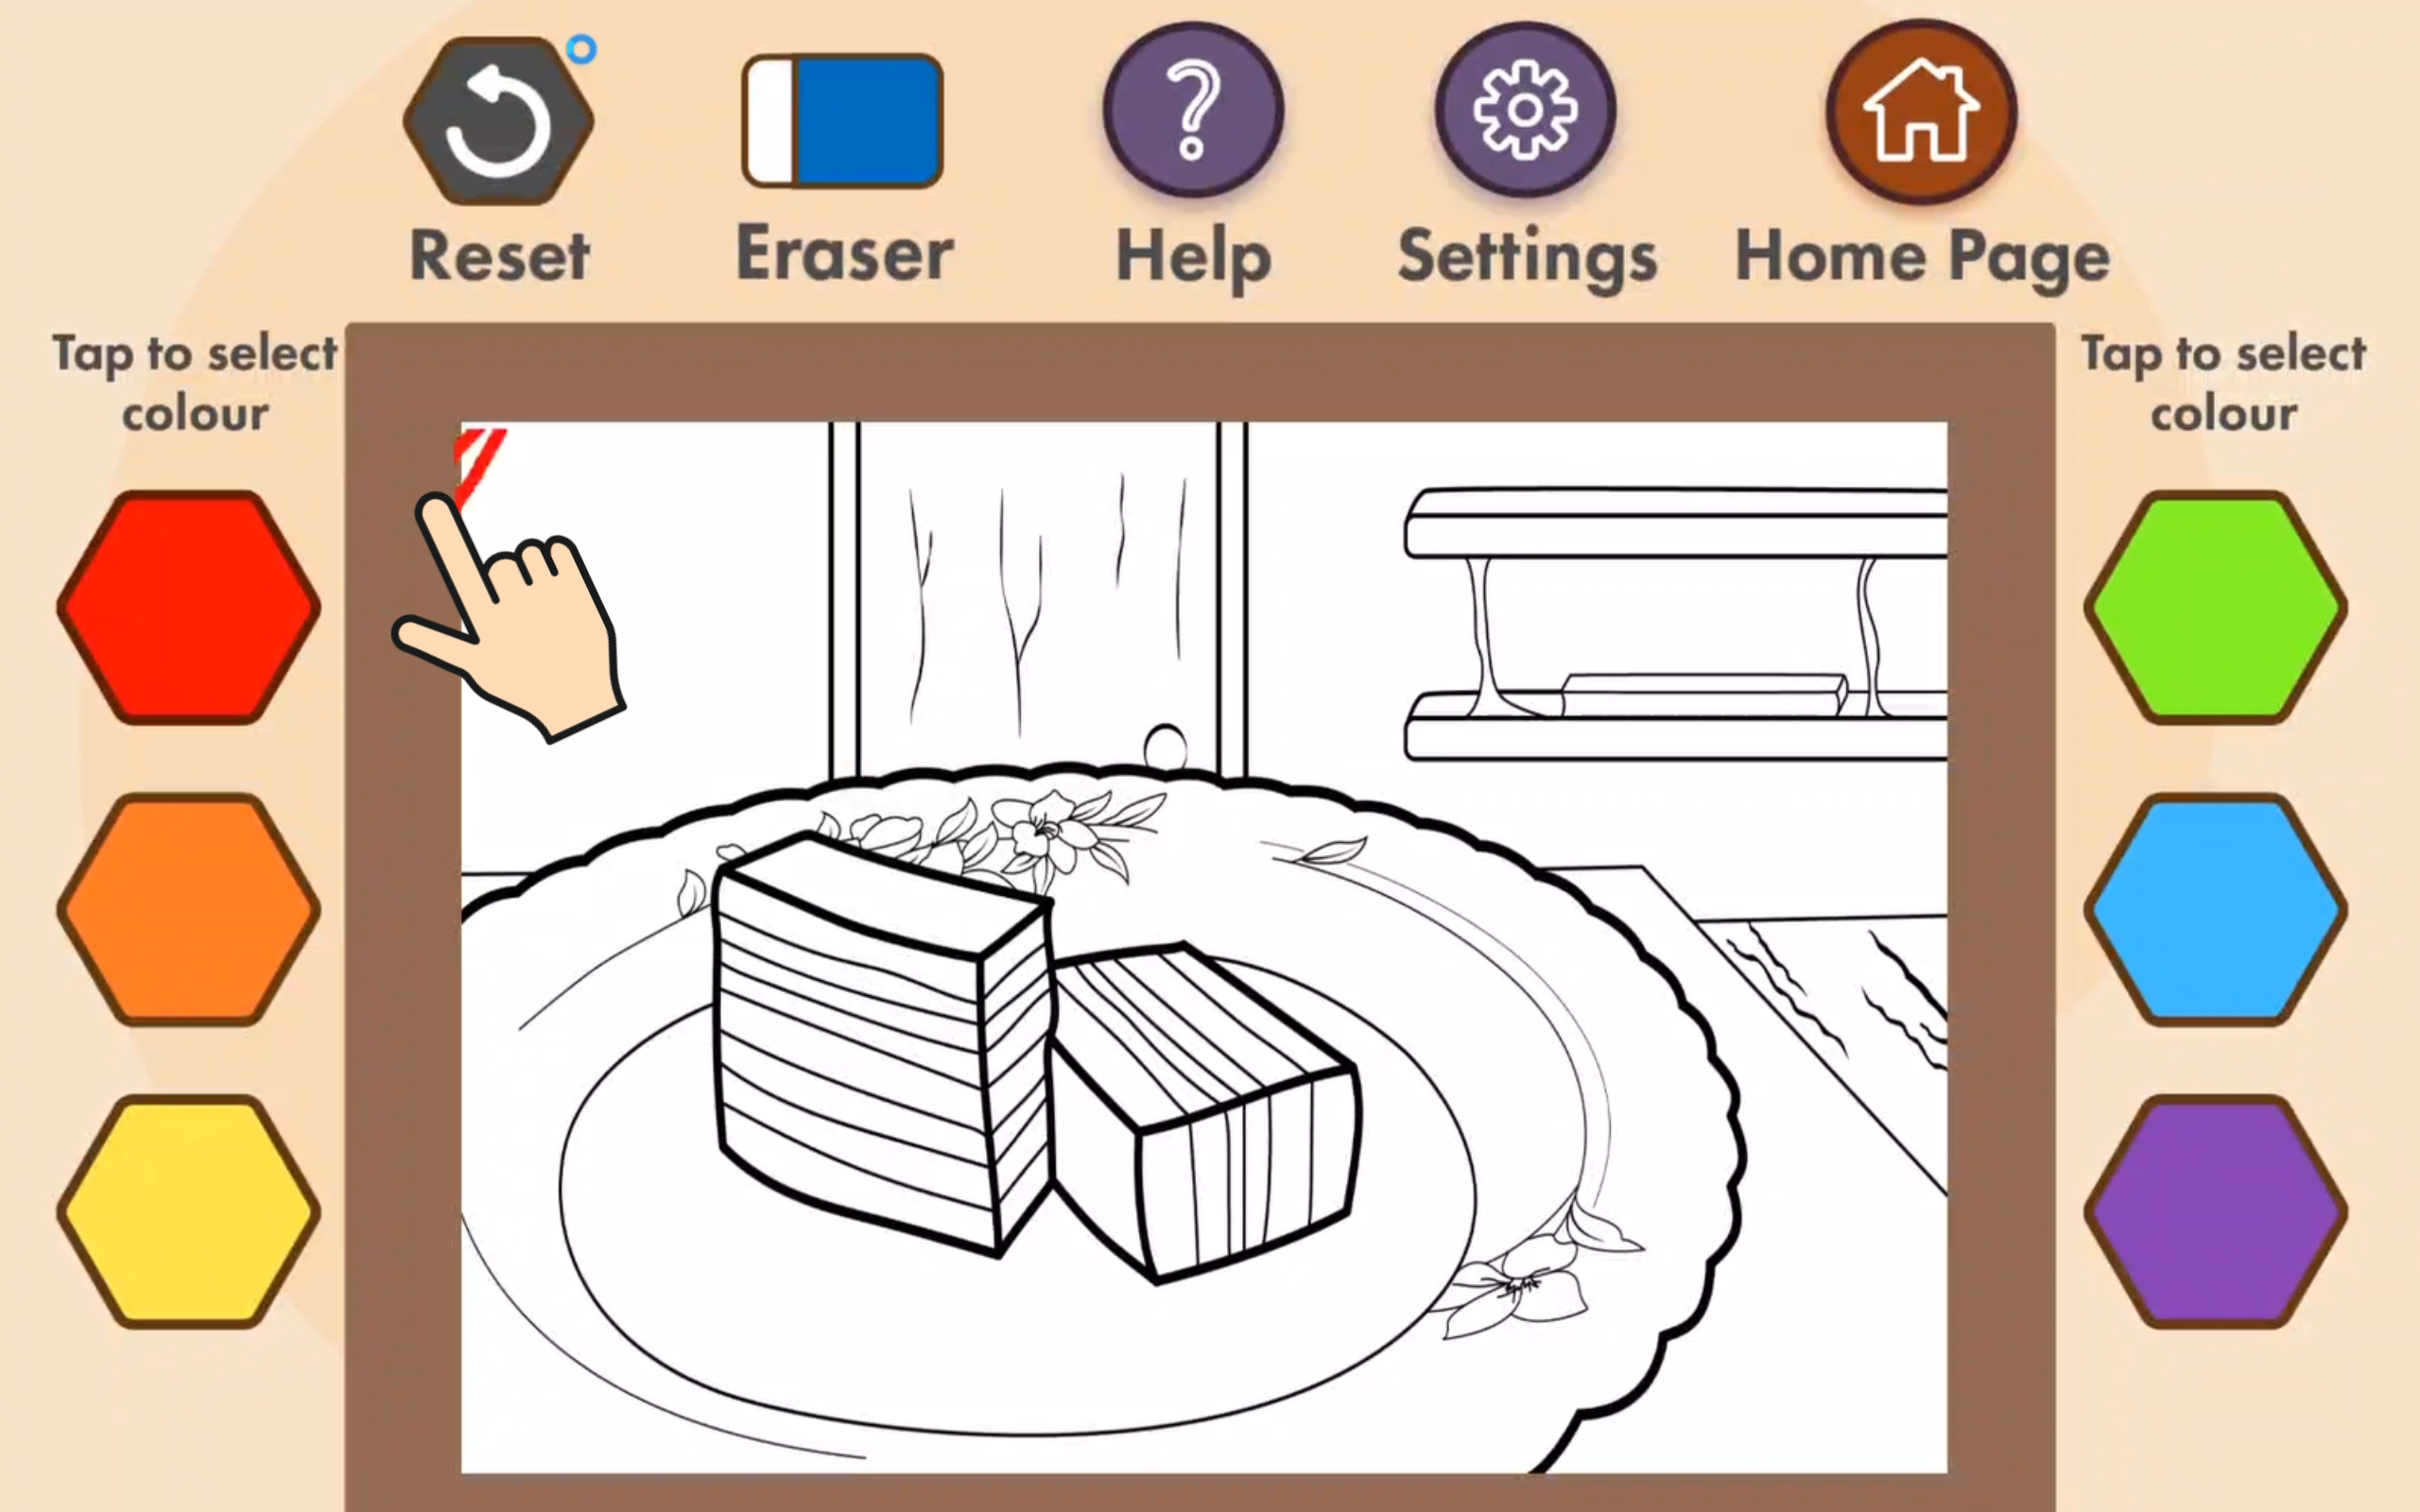 Reset
Eraser
Help
Settings
Home Page
Tap to select
colour
Tap to select
colour